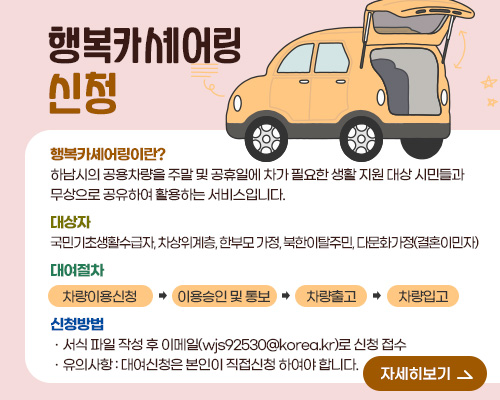 행복카셰어링
신청
행복카셰어링이란?
하남시의 공용차량을 주말 및 공휴일에 차가 필요한 생활 지원 대상 시민들과
무상으로 공유하여 활용하는 서비스입니다.
대상자
국민기초생활수급자, 차상위계층, 한부모 가정, 북한이탈주민, 다문화가정(결혼이민자)
대여절차
차량이용신청 ➡ 이용승인 및 통보 ➡ 차량출고 ➡ 차량입고
신청방법
· 서식 파일 작성 후 이메일(wjs92530@korea.kr)로 신청 접수
· 유의사항 : 대여신청은 본인이 직접신청 하여야 합니다.
자세히보기